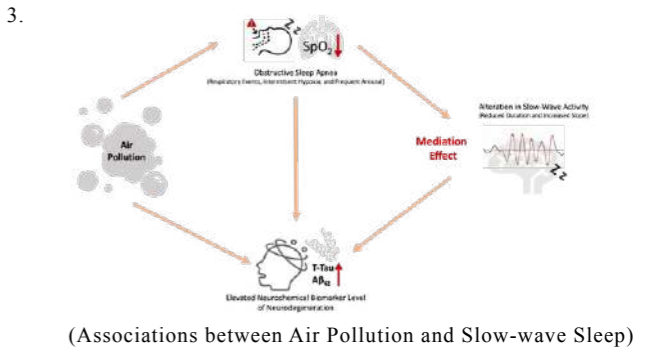 3.
Z Z
SpO2
Obstructive Sleep Apnea
(Respiratory Events, Intermittent Hypoxia, and Frequent Arousal)
Alteration in Slow-Wave Activity
(Reduced Duration and Increased Slope)
Air
Pollution
Mediation
Effect
Z Z
T-Tau
Aβ42
Elevated Neurochemical Biomarker Level
of Neurodegeneration
(Associations between Air Pollution and Slow-wave Sleep)